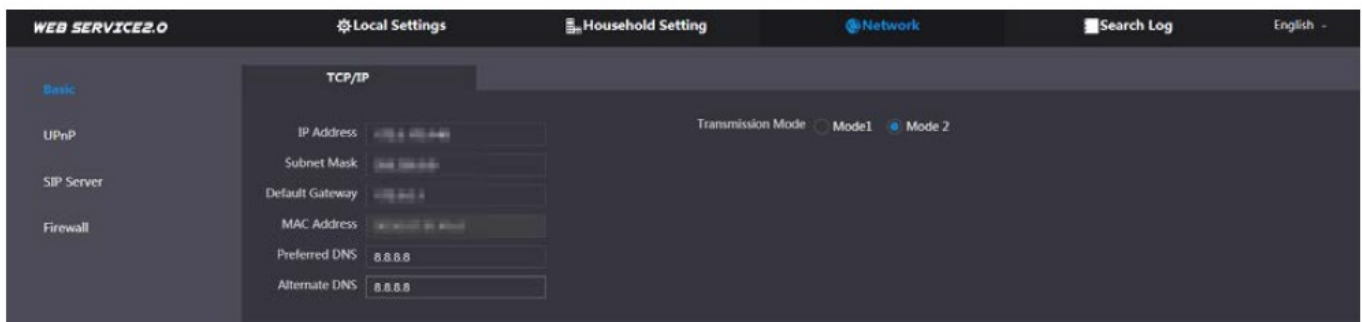 WEB SERVICE2.0 Local Settings Household Setting Network Search Log English
TCP/IP
Basic
UPnP
SIP Server
Firewall
IP Address
Subnet Mask
Default Gateway
MAC Address
Preferred DNS 8.8.8.8
Alternate DNS 8.8.8.8
Transmission Mode Mode1 Mode 2